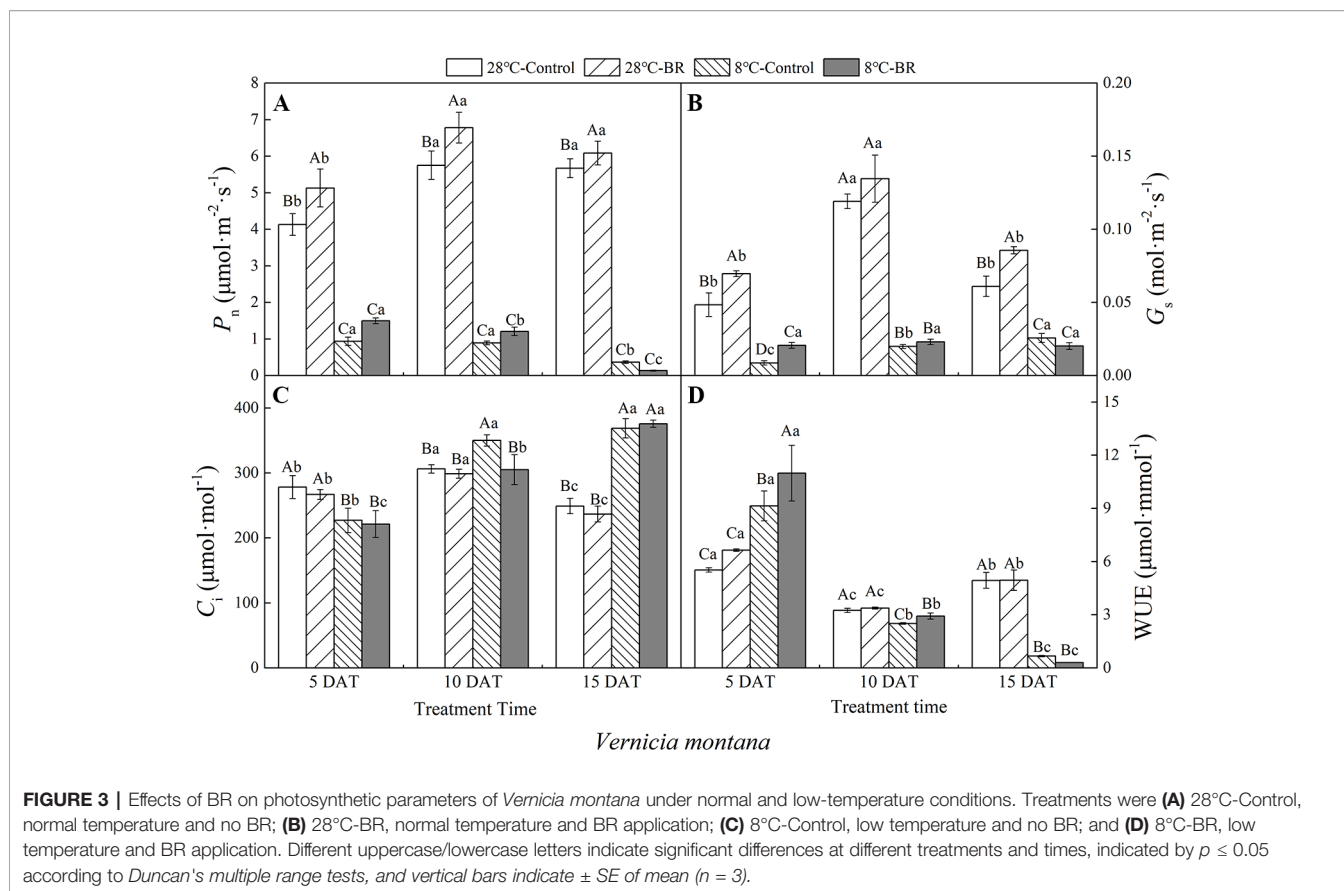 28℃-Control 28℃-BR 8℃-Control 8℃-BR
A
8
7
6
5
4
3
2
1
0
Pn (μmol·m-2·s-1)
Bb Ab Ca Ca
Ba Aa Ca Cb
Ba Aa Cb Cc
B
0.20
0.15
0.10
0.05
0.00
Gs (mol·m-2·s-1)
Bb Ab Dc Ca
Aa Aa Bb Ba
Bb Ab Ca Ca
C
400
300
200
100
0
Ci (μmol·mol-1)
Ab Ab Bb Bc
Ba Ba Aa Bb
Bc Bc Aa Aa
5 DAT 10 DAT 15 DAT
Treatment Time
D
15
12
9
6
3
0
WUE (μmol·mmol-1)
Ca Ca Ba Aa
Ac Ac Cb Bb
Ab Ab Bc Bc
5 DAT 10 DAT 15 DAT
Treatment time
Vernicia montana
FIGURE 3 | Effects of BR on photosynthetic parameters of Vernicia montana under normal and low-temperature conditions. Treatments were (A) 28°C-Control,
normal temperature and no BR; (B) 28°C-BR, normal temperature and BR application; (C) 8°C-Control, low temperature and no BR; and (D) 8°C-BR, low
temperature and BR application. Different uppercase/lowercase letters indicate significant differences at different treatments and times, indicated by p ≤ 0.05
according to Duncan's multiple range tests, and vertical bars indicate ± SE of mean (n = 3).